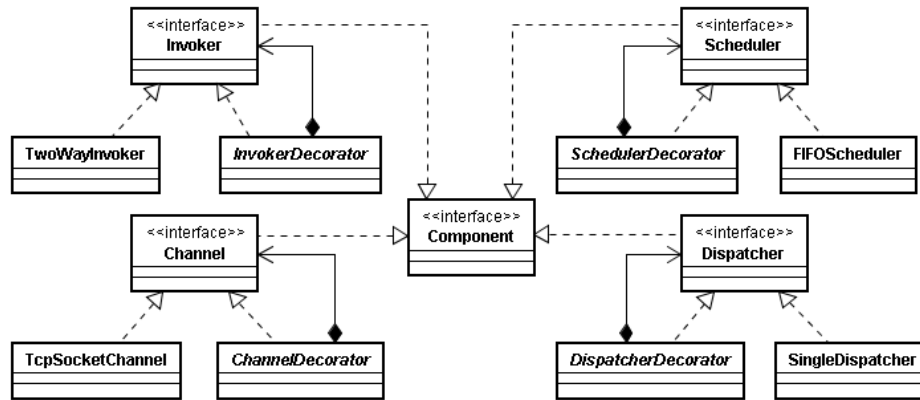 <<interface>>
Invoker
<<interface>>
Scheduler
TwoWayInvoker
InvokerDecorator
SchedulerDecorator
FIFOScheduler
<<interface>>
Component
<<interface>>
Channel
<<interface>>
Dispatcher
TcpSocketChannel
ChannelDecorator
DispatcherDecorator
SingleDispatcher